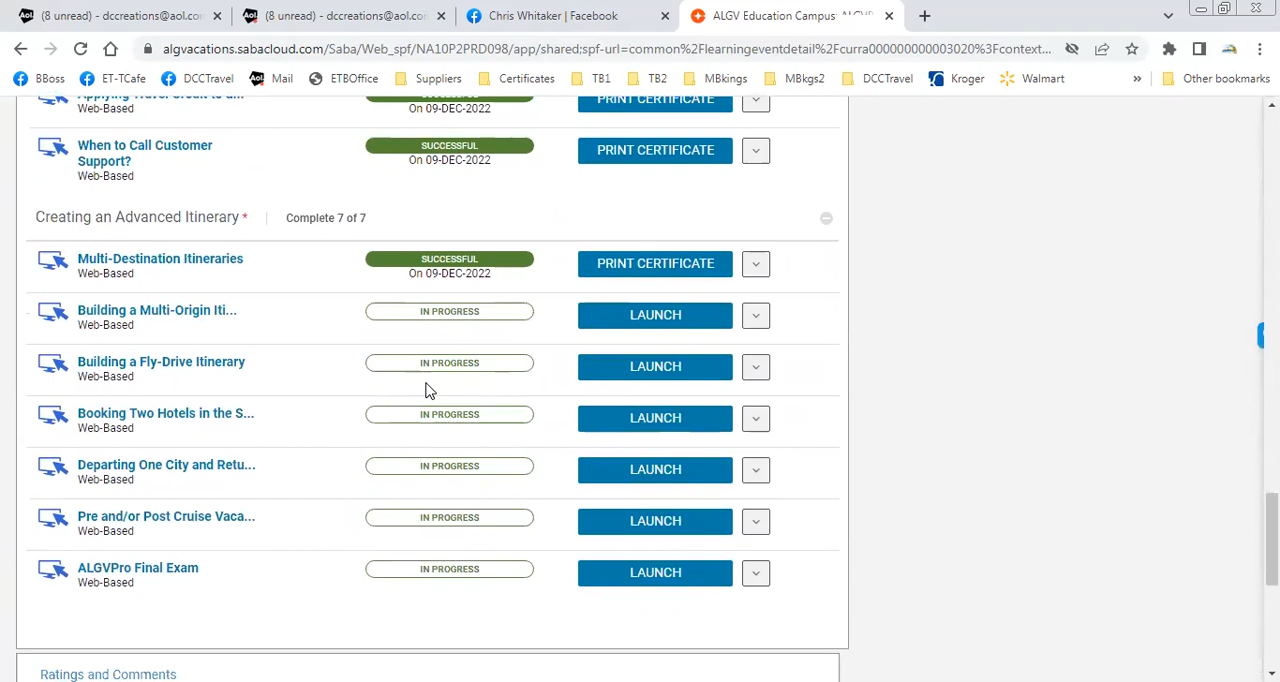 (8 unread) - dccreations@aol.co
(8 unread) - dccreations@aol.co
Chris Whitaker | Facebook
ALGV Education Campus
algvacations.sabacloud.com/Saba/Web_spf/NA10P2PRD098/app/shared;spf-url=common%2Flearningeventdetail%2Fcurra000000000003020%3Fcontext...
BBoss
ET-TCafe
DCCTravel
Aol. Mail
ETBOffice
Suppliers
Certificates
TB1
TB2
MBkings
MBkgs2
DCCTravel
Kroger
Walmart
»
Other bookmarks
Web-Based
On 09-DEC-2022
PRINT CERTIFICATE
When to Call Customer
Support?
Web-Based
SUCCESSFUL
On 09-DEC-2022
PRINT CERTIFICATE
Creating an Advanced Itinerary *
Complete 7 of 7
Multi-Destination Itineraries
Web-Based
SUCCESSFUL
On 09-DEC-2022
PRINT CERTIFICATE
Building a Multi-Origin Iti...
Web-Based
IN PROGRESS
LAUNCH
Building a Fly-Drive Itinerary
Web-Based
IN PROGRESS
LAUNCH
Booking Two Hotels in the S...
Web-Based
IN PROGRESS
LAUNCH
Departing One City and Retu...
Web-Based
IN PROGRESS
LAUNCH
Pre and/or Post Cruise Vaca...
Web-Based
IN PROGRESS
LAUNCH
ALGVPro Final Exam
Web-Based
IN PROGRESS
LAUNCH
Ratings and Comments